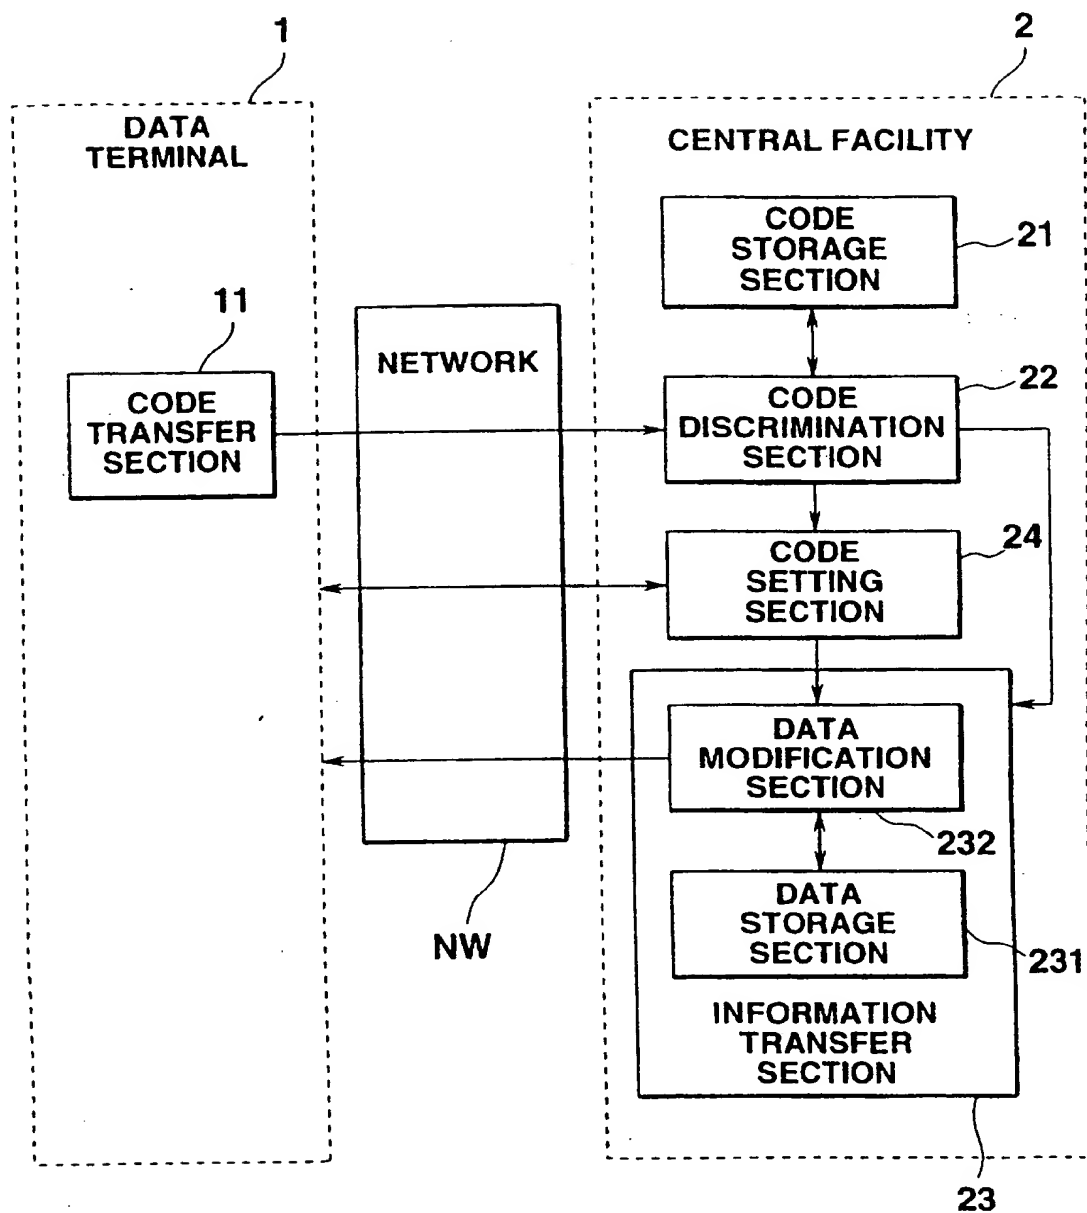 1
2
DATA
TERMINAL
CENTRAL FACILITY
CODE
STORAGE
SECTION
21
11
NETWORK
CODE
TRANSFER
SECTION
22
CODE
DISCRIMINATION
SECTION
24
CODE
SETTING
SECTION
DATA
MODIFICATION
SECTION
232
DATA
STORAGE
SECTION
231
NW
INFORMATION
TRANSFER
SECTION
23